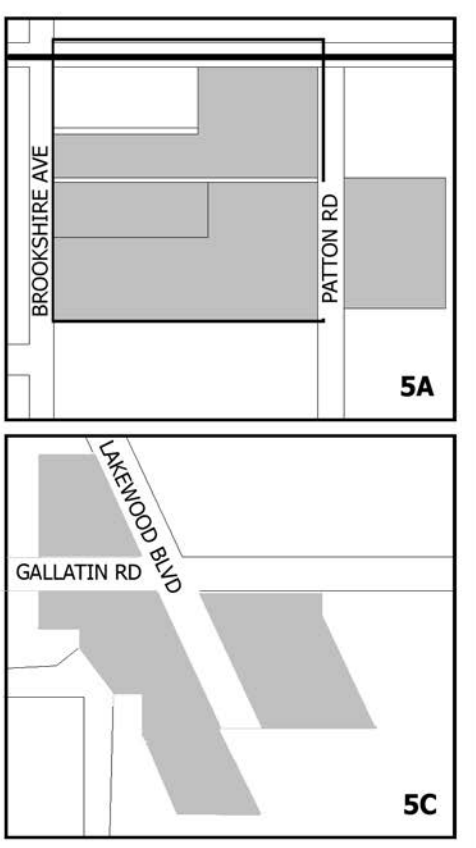 BROOKSHIRE AVE
PATTON RD
5A
LAKEWOOD BLVD
GALLATIN RD
5C